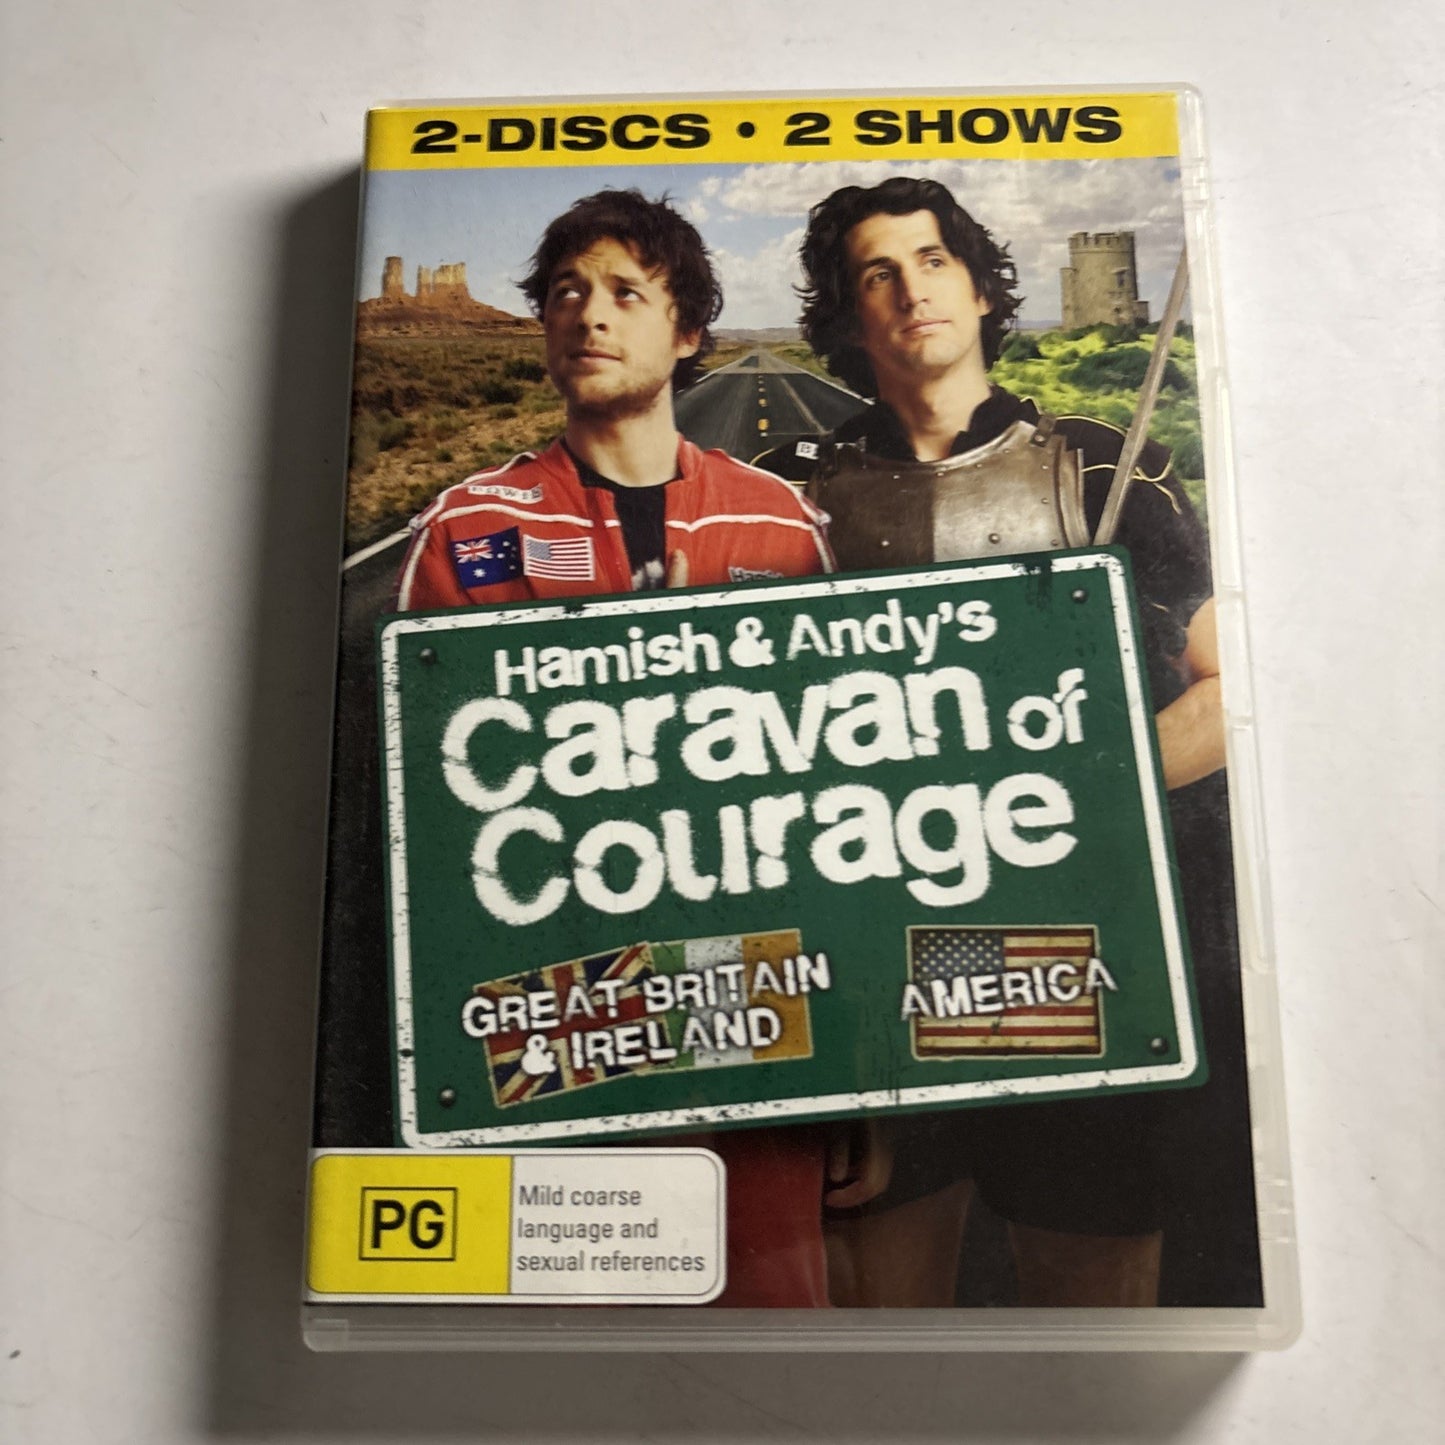 2-DISCS • 2 SHOWS
Hamish & Andy's
Caravan of
Courage
GREAT BRITAIN
& IRELAND
AMERICA
PG
Mild coarse
language and
sexual references